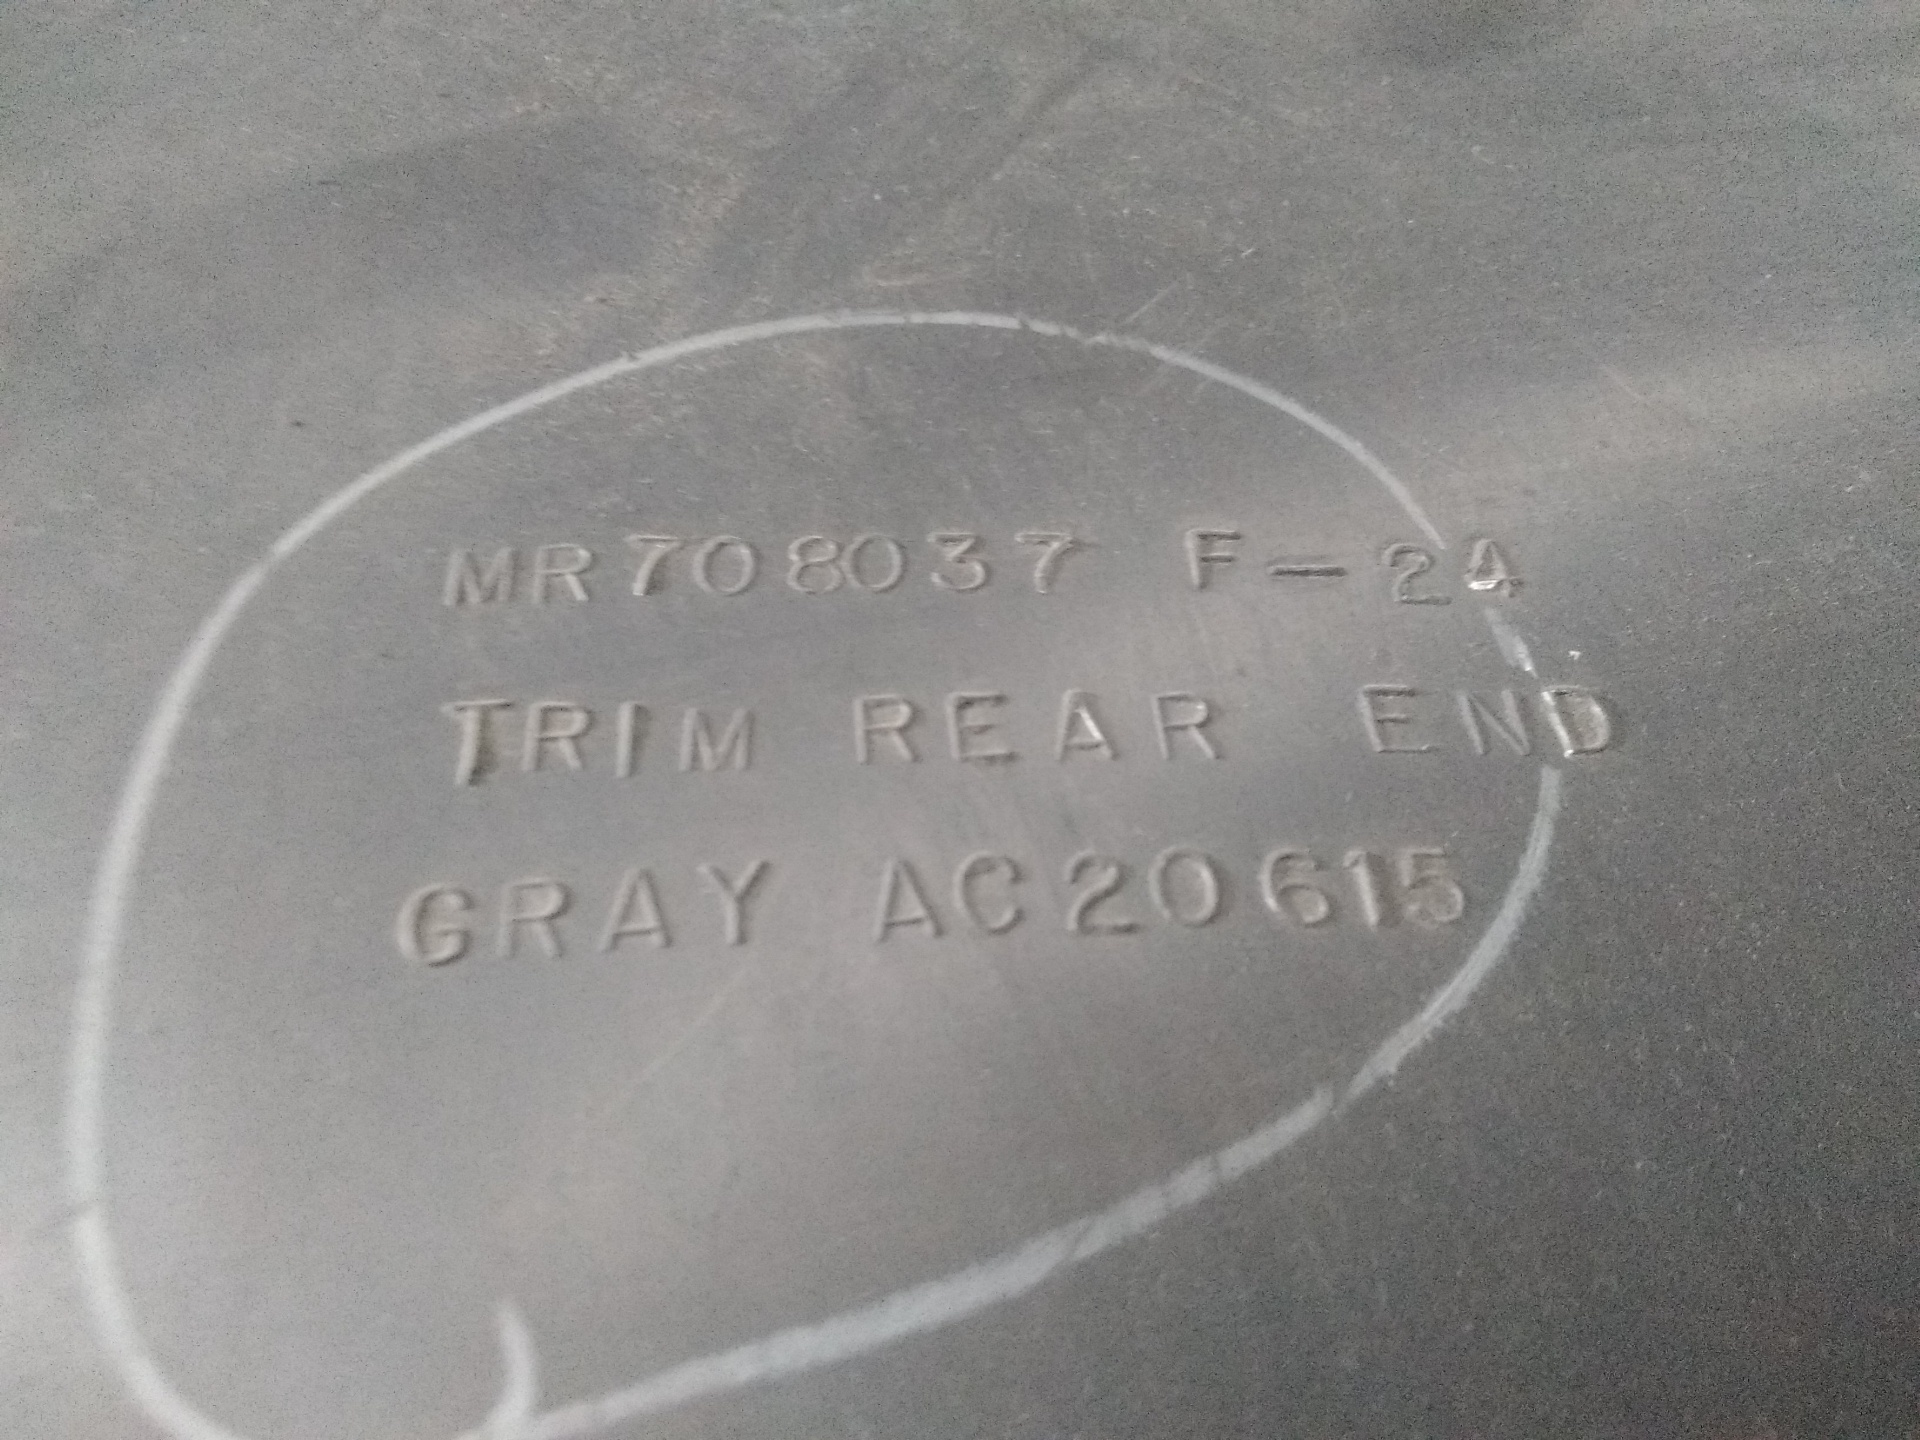 MR708037 F-24
TRIM REAR END
GRAY AC20615